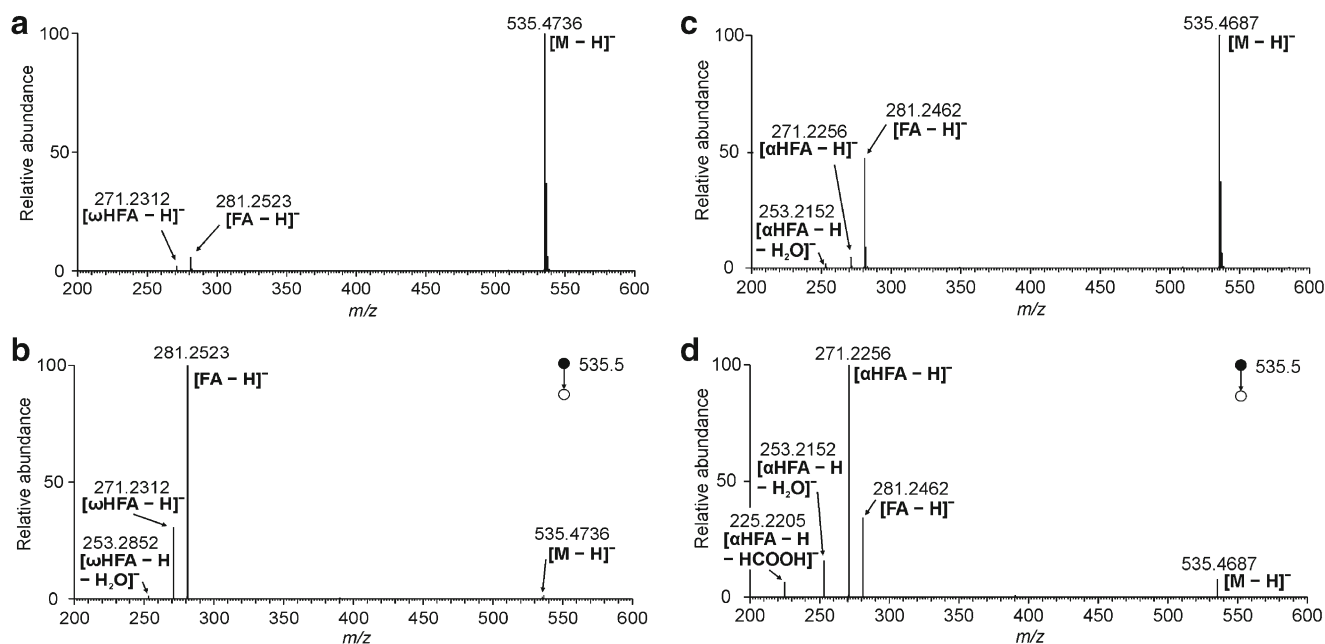 a
100
50
0
Relative abundance
535.4736
[M – H]⁻
271.2312
[ωHFA – H]⁻
281.2523
[FA – H]⁻
200 250 300 350 400 450 500 550 600
m/z
c
100
50
0
Relative abundance
535.4687
[M – H]⁻
281.2462
[FA – H]⁻
271.2256
[αHFA – H]⁻
253.2152
[αHFA – H
– H₂O]⁻
200 250 300 350 400 450 500 550 600
m/z
b
100
50
0
Relative abundance
281.2523
[FA – H]⁻
535.5
271.2312
[ωHFA – H]⁻
253.2852
[ωHFA – H
– H₂O]⁻
535.4736
[M – H]⁻
200 250 300 350 400 450 500 550 600
m/z
d
100
50
0
Relative abundance
271.2256
[αHFA – H]⁻
535.5
253.2152
[αHFA – H
– H₂O]⁻
281.2462
[FA – H]⁻
225.2205
[αHFA – H
– HCOOH]⁻
535.4687
[M – H]⁻
200 250 300 350 400 450 500 550 600
m/z